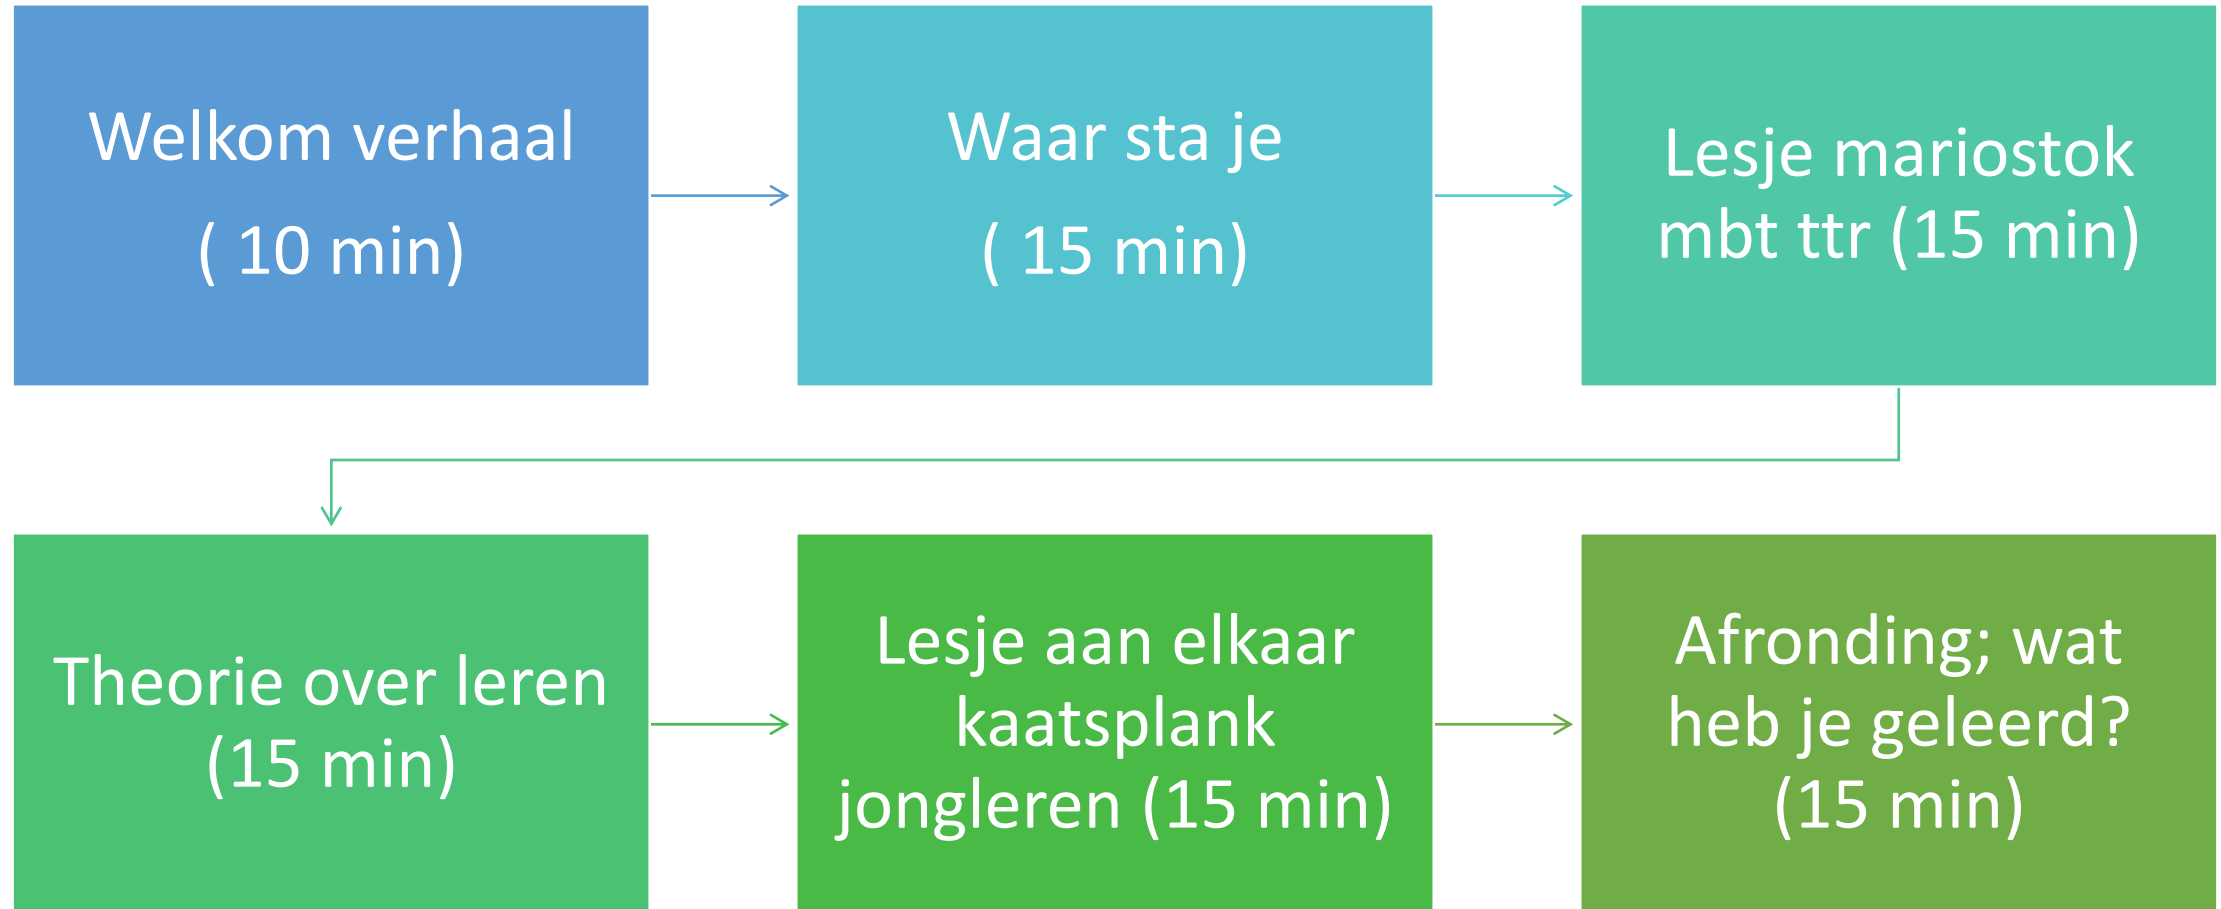 Welkom verhaal
( 10 min)
Waar sta je
( 15 min)
Lesje mariostok
mbt ttr (15 min)
Theorie over leren
(15 min)
Lesje aan elkaar
kaatsplank
jongleren (15 min)
Afronding; wat
heb je geleerd?
(15 min)